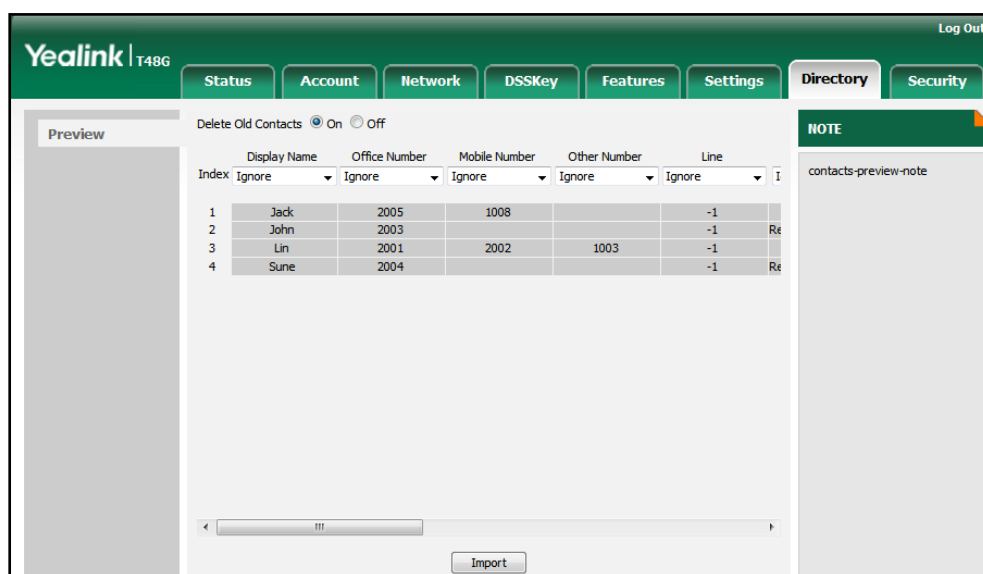 Log Out
Yealink T48G
Status Account Network DSSKey Features Settings Directory Security
Preview
Delete Old Contacts On Off
NOTE
contacts-preview-note
Display Name Office Number Mobile Number Other Number Line
Index Ignore Ignore Ignore Ignore Ignore
1 Jack 2005 1008 -1
2 John 2003 -1 Re
3 Lin 2001 2002 1003 -1
4 Sune 2004 -1 Re
Import